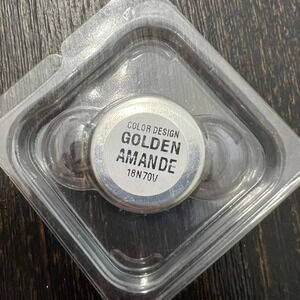 COLOR DESIGN
GOLDEN
AMANDE
18N70V